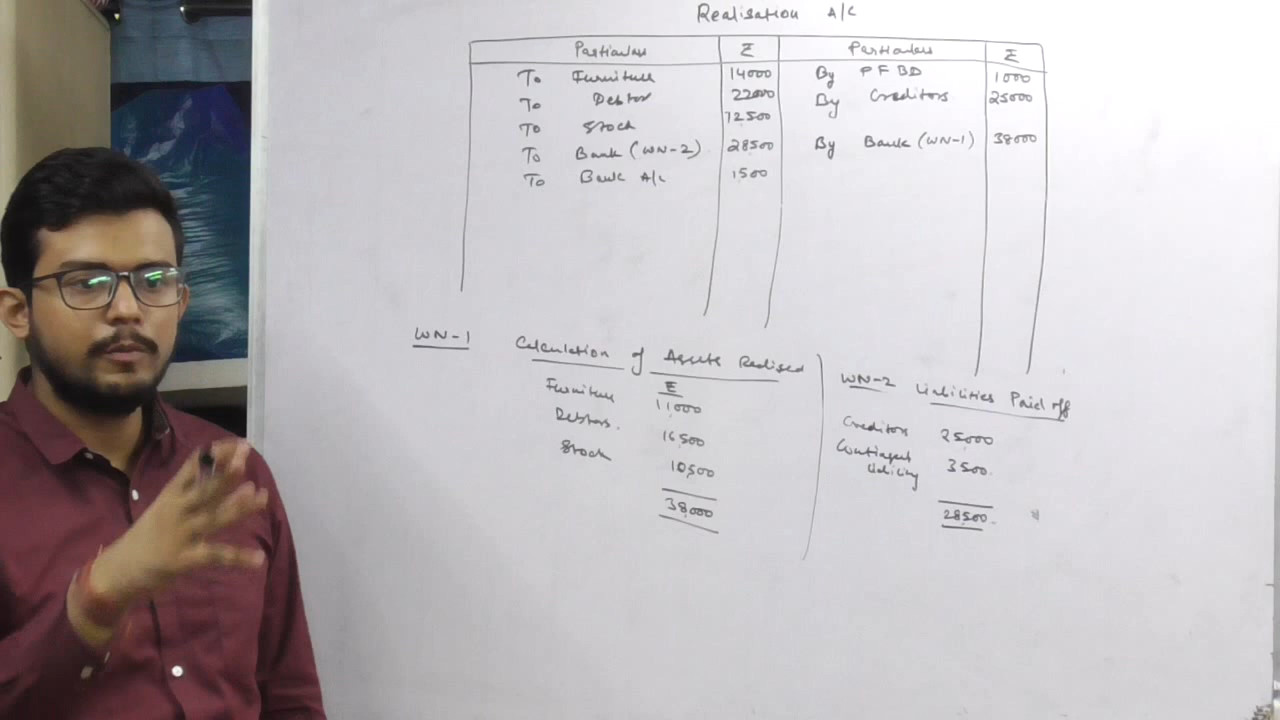 Realisation A/C
Particulars ₹ Particulars ₹
To Furniture 14000 By PFBD 1000
To Debtor 22000 By Creditors 25000
To Stock 12500
To Bank (WN-2) 28500 By Bank (WN-1) 38000
To Bank A/c 1500
WN-1 Calculation of Assets Realised
₹
Furniture 11000
Debtors. 16500
Stock 10500
38000
WN-2 Liabilities Paid off
Creditors 25000
Contingent
liability 3500.
28500.